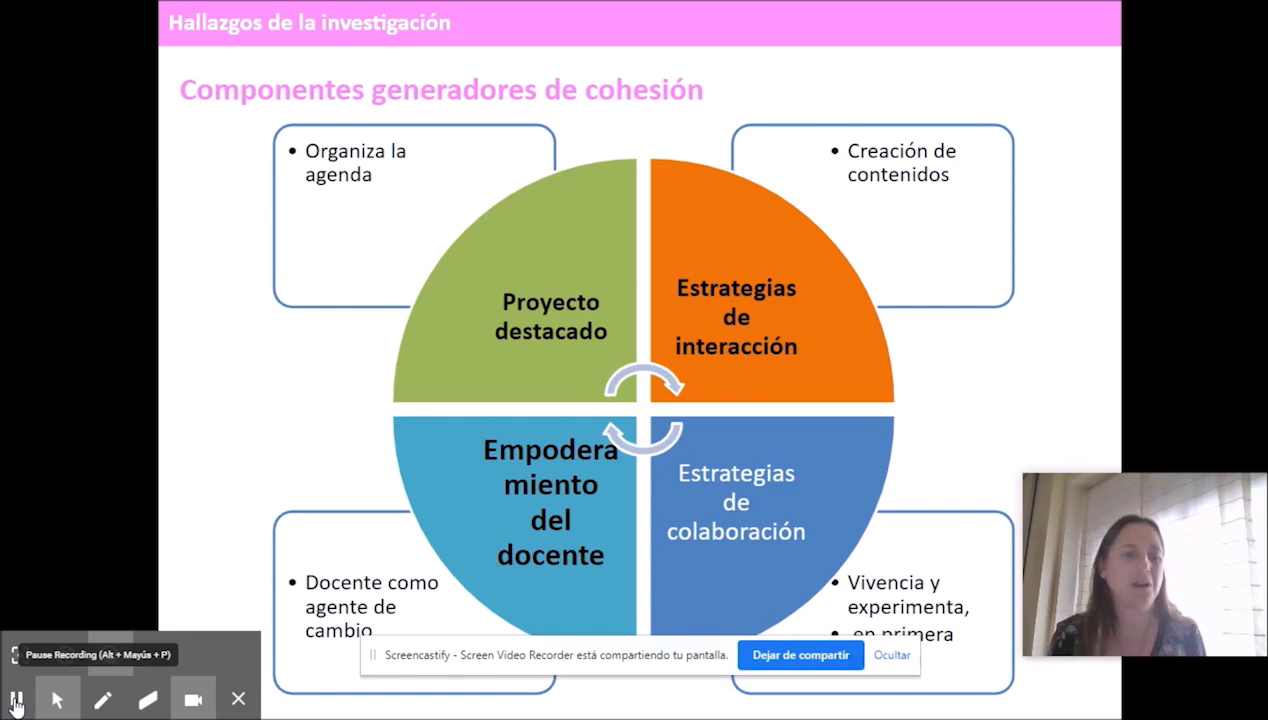 Hallazgos de la investigación
Componentes generadores de cohesión
• Organiza la
agenda
• Creación de
contenidos
Proyecto
destacado
Estrategias
de
interacción
Empodera
miento
del
docente
Estrategias
de
colaboración
• Docente como
agente de
cambio
• Vivencia y
experimenta,
• en primera
Pause Recording (Alt + Mayús + P)
Screencastify - Screen Video Recorder está compartiendo tu pantalla.
Dejar de compartir
Ocultar